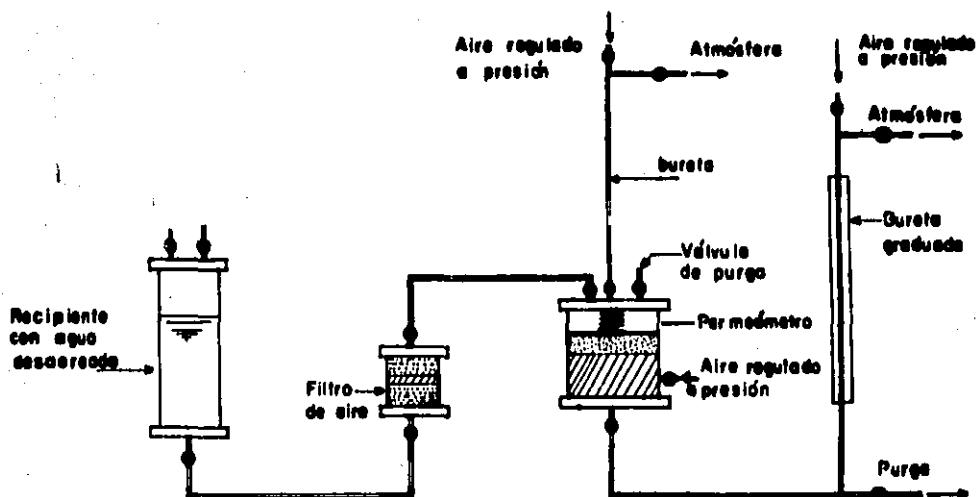 Aire regulado
a presión
Atmósfera
Aire regulado
a presión
Atmósfera
bureta
Bureta
graduada
Válvula
de purga
Recipiente
con agua
desaereada
Permeámetro
Filtro
de aire
Aire regulado
a presión
Purga